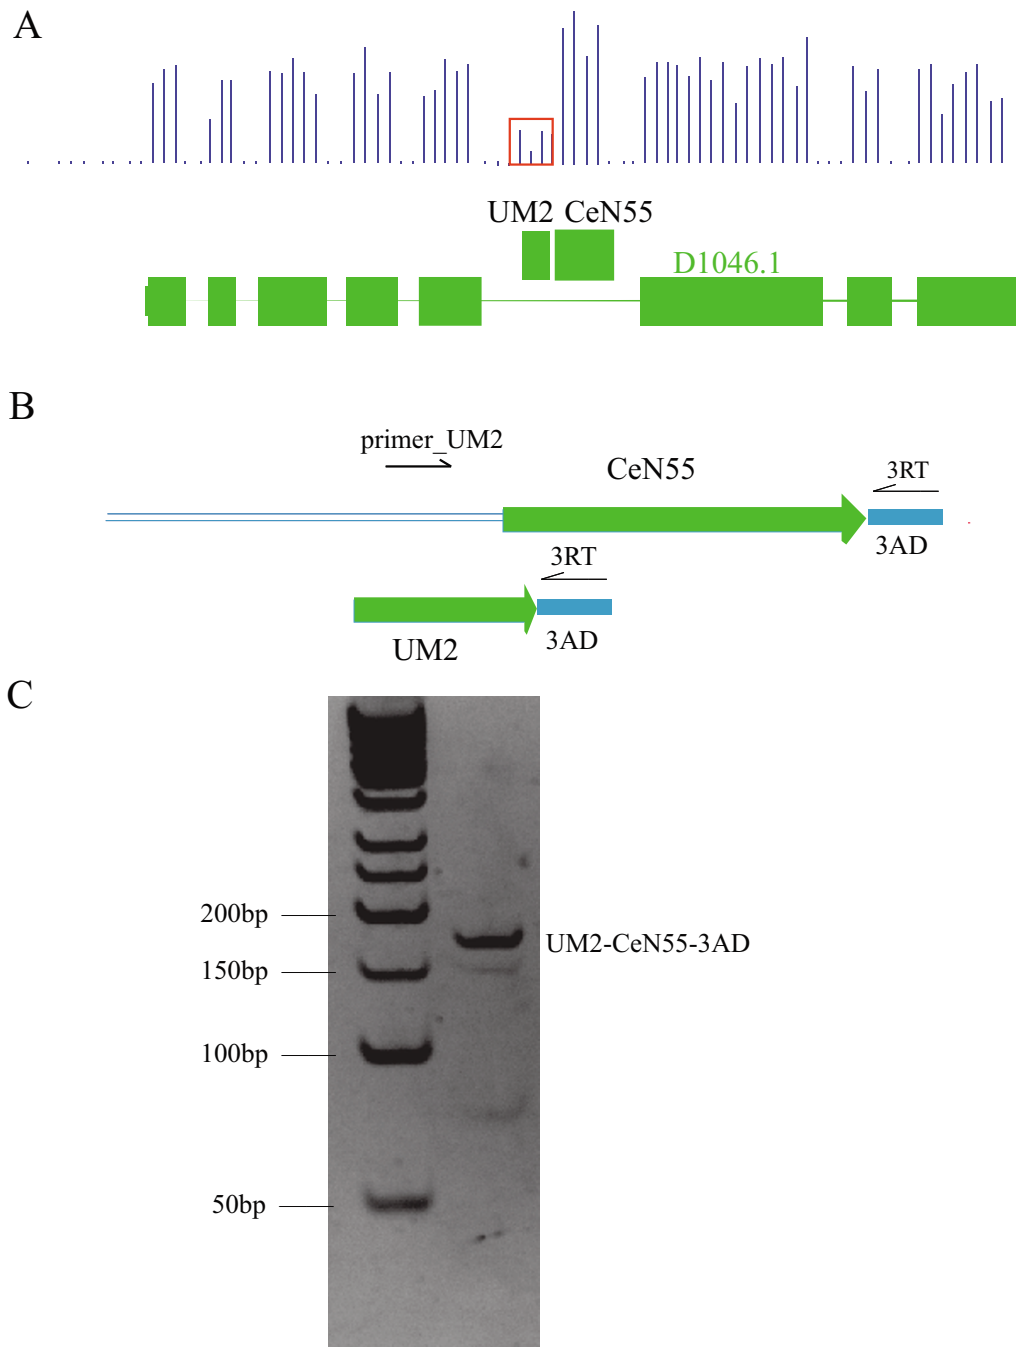 A
UM2 CeN55
D1046.1
B
primer_UM2
CeN55
3RT
3AD
3RT
3AD
UM2
C
200bp
UM2-CeN55-3AD
150bp
100bp
50bp